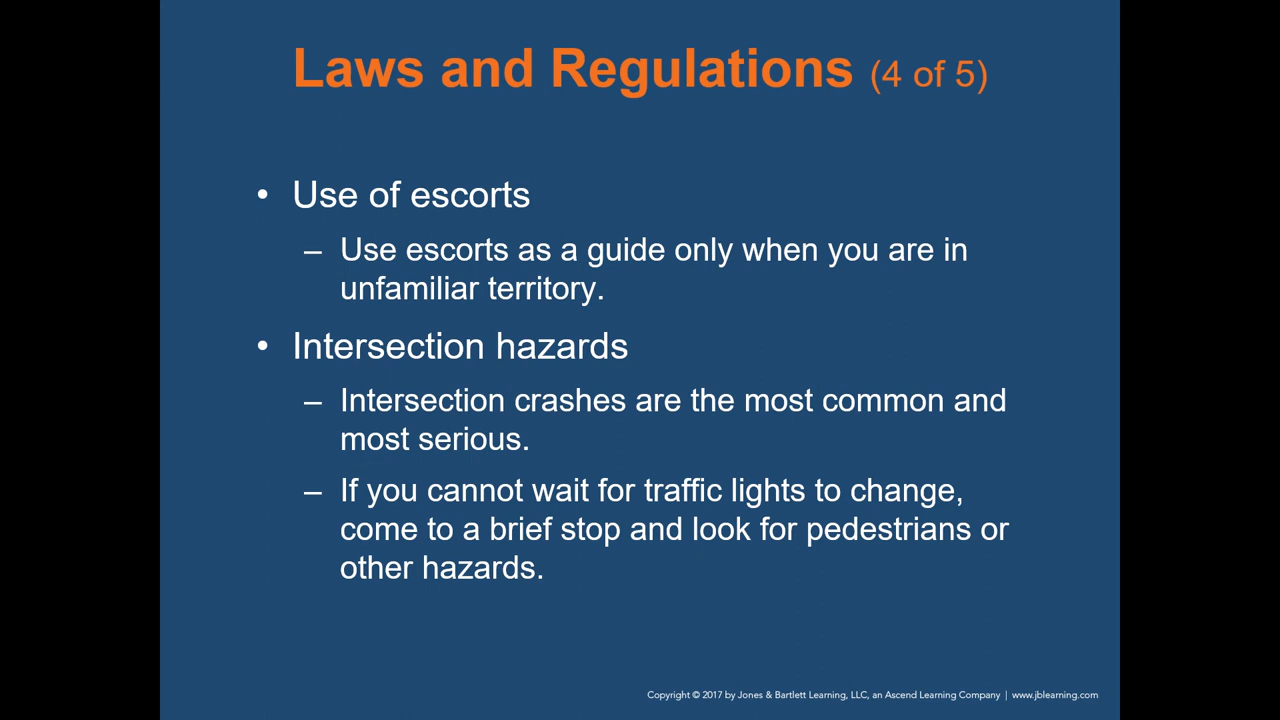 Laws and Regulations (4 of 5)
• Use of escorts
– Use escorts as a guide only when you are in
unfamiliar territory.
• Intersection hazards
– Intersection crashes are the most common and
most serious.
– If you cannot wait for traffic lights to change,
come to a brief stop and look for pedestrians or
other hazards.
Copyright © 2017 by Jones & Bartlett Learning, LLC, an Ascend Learning Company | www.jblearning.com